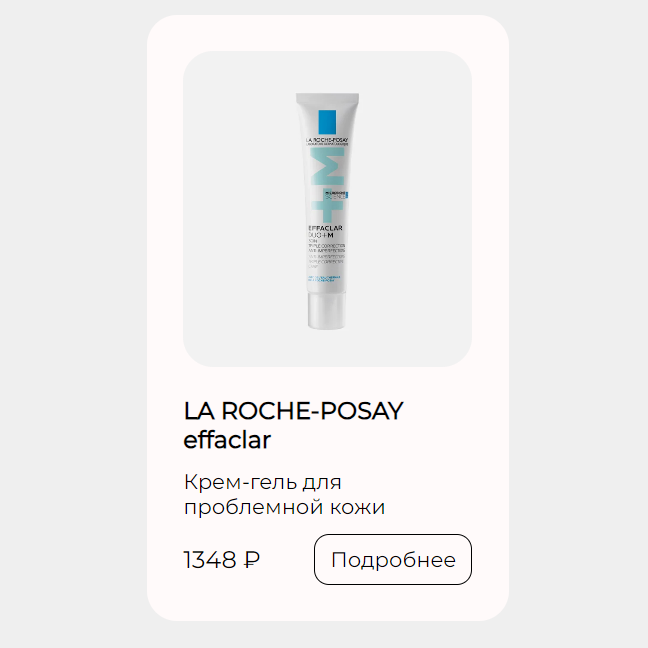 LA ROCHE-POSAY
M
+
EFFACLAR
DUO+M
LA ROCHE-POSAY
effaclar
Крем-гель для
проблемной кожи
1348 ₽
Подробнее